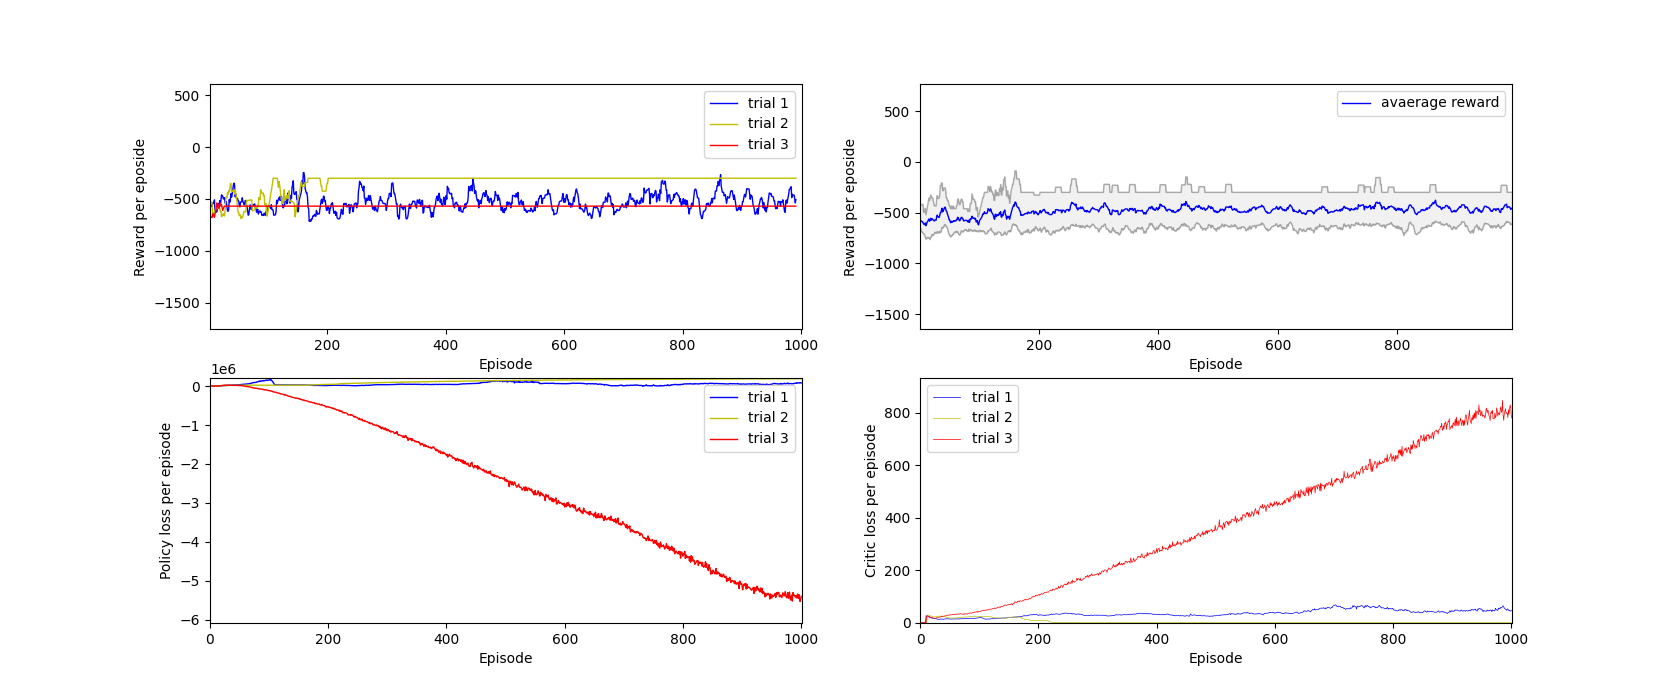 500
0
−500
−1000
−1500
Reward per eposide
trial 1
trial 2
trial 3
200
400
600
800
1000
Episode
500
0
−500
−1000
−1500
Reward per eposide
avaerage reward
200
400
600
800
Episode
1e6
0
−1
−2
−3
−4
−5
−6
Policy loss per episode
trial 1
trial 2
trial 3
0
200
400
600
800
1000
Episode
800
600
400
200
0
Critic loss per episode
trial 1
trial 2
trial 3
0
200
400
600
800
1000
Episode